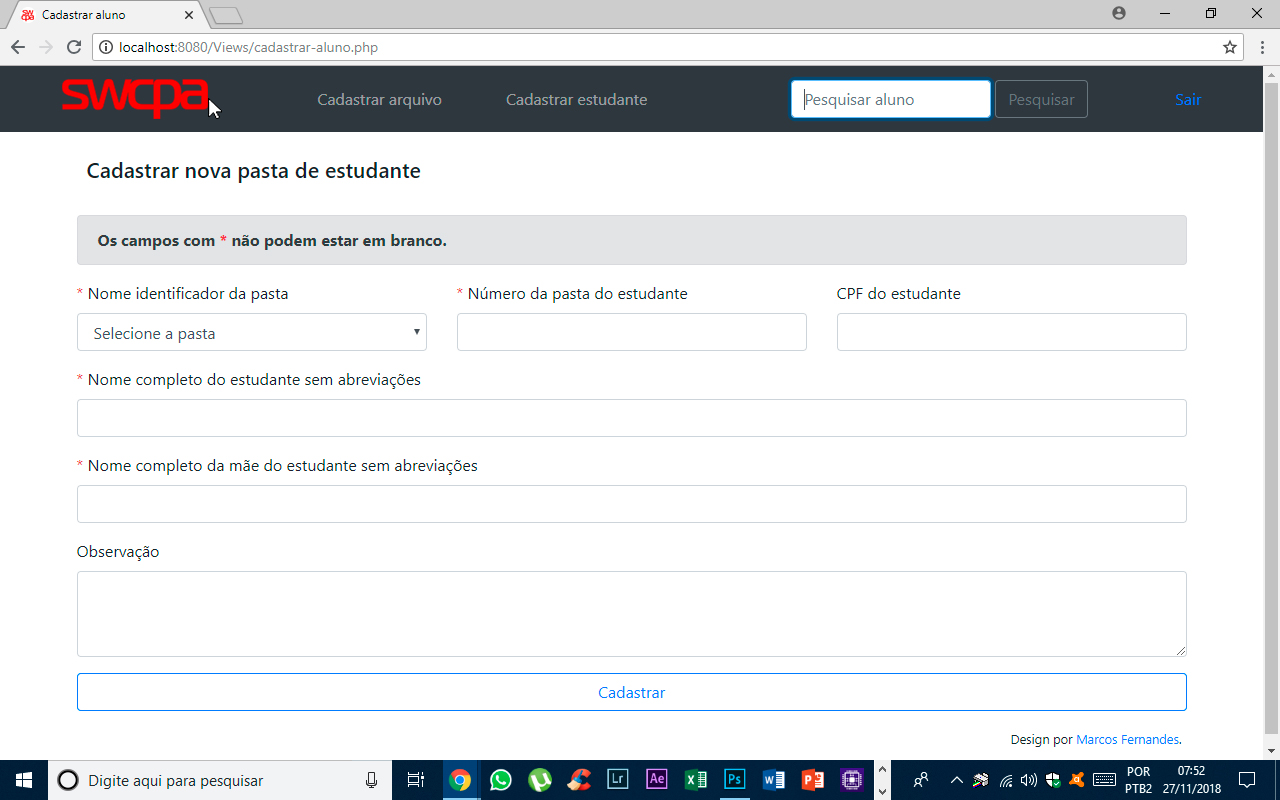 Cadastrar aluno
localhost:8080/Views/cadastrar-aluno.php
swcpa
Cadastrar arquivo
Cadastrar estudante
Pesquisar aluno
Pesquisar
Sair
Cadastrar nova pasta de estudante
Os campos com * não podem estar em branco.
* Nome identificador da pasta
* Número da pasta do estudante
CPF do estudante
Selecione a pasta
* Nome completo do estudante sem abreviações
* Nome completo da mãe do estudante sem abreviações
Observação
Cadastrar
Design por Marcos Fernandes.
Digite aqui para pesquisar
Lr
Ae
Ps
POR
PTB2
07:52
27/11/2018